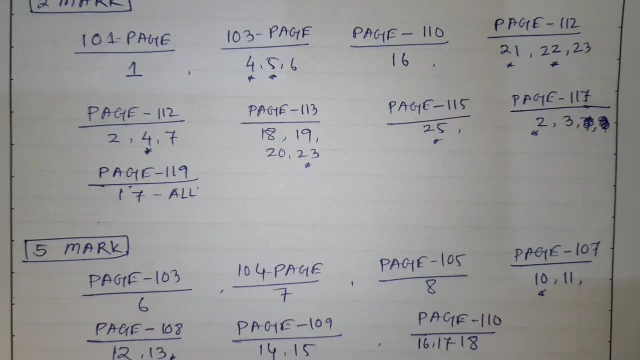 2 MARK
101-PAGE 103-PAGE PAGE-110 PAGE-112
1 , 4, 5, 6 16 , 21, 22, 23
PAGE-112 PAGE-113 PAGE-115 PAGE-117
2, 4, 7 18, 19, 25, 2, 3,
20, 23
PAGE-119
17-ALL
5 MARK
PAGE-103 104-PAGE PAGE-105 PAGE-107
6 , 7 , 8 10, 11,
PAGE-108 PAGE-109 PAGE-110
12, 13 14, 15 , 16, 17 18